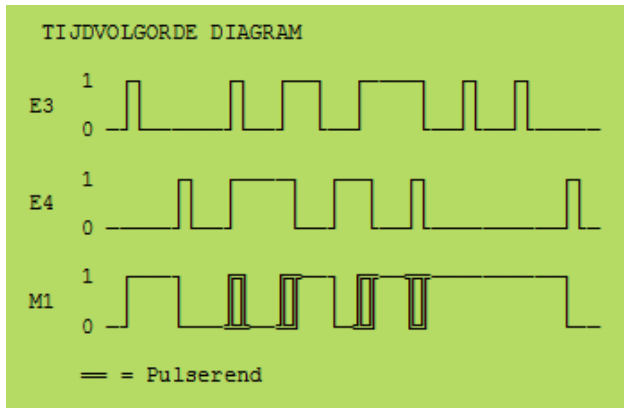 TIJDVOLGORDE DIAGRAM
1
E3
0
1
E4
0
1
M1
0
== = Pulserend